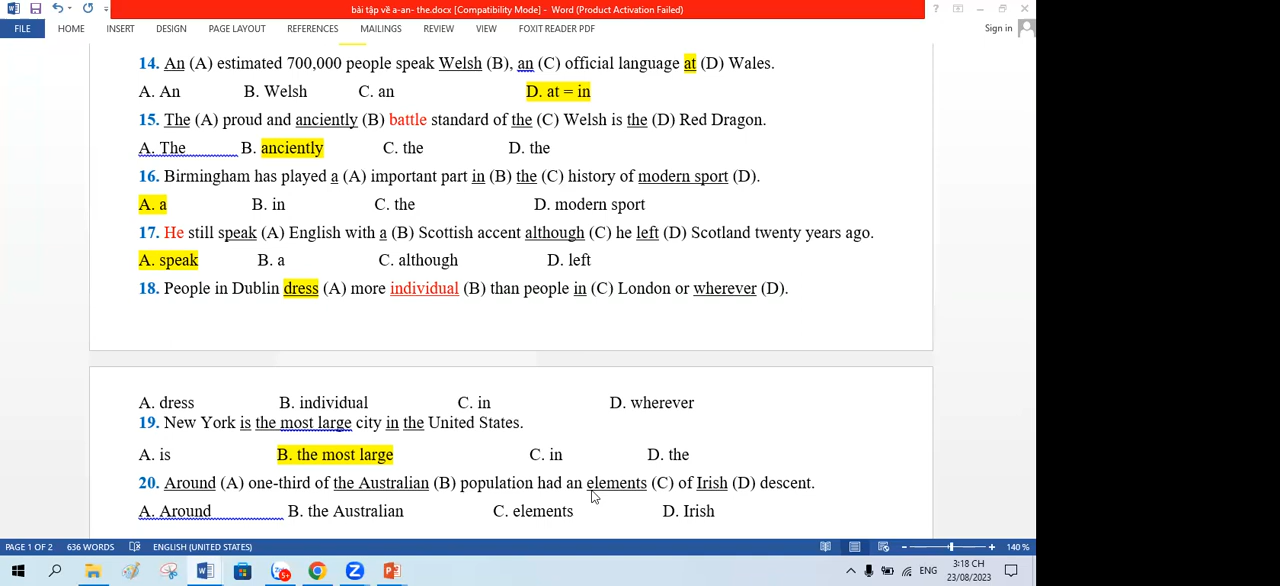 bài tập về a-an- the.docx [Compatibility Mode] - Word (Product Activation Failed)
FILE HOME INSERT DESIGN PAGE LAYOUT REFERENCES MAILINGS REVIEW VIEW FOXIT READER PDF Sign in
14. An (A) estimated 700,000 people speak Welsh (B), an (C) official language at (D) Wales.
A. An B. Welsh C. an D. at = in
15. The (A) proud and anciently (B) battle standard of the (C) Welsh is the (D) Red Dragon.
A. The B. anciently C. the D. the
16. Birmingham has played a (A) important part in (B) the (C) history of modern sport (D).
A. a B. in C. the D. modern sport
17. He still speak (A) English with a (B) Scottish accent although (C) he left (D) Scotland twenty years ago.
A. speak B. a C. although D. left
18. People in Dublin dress (A) more individual (B) than people in (C) London or wherever (D).
A. dress B. individual C. in D. wherever
19. New York is the most large city in the United States.
A. is B. the most large C. in D. the
20. Around (A) one-third of the Australian (B) population had an elements (C) of Irish (D) descent.
A. Around B. the Australian C. elements D. Irish
PAGE 1 OF 2 636 WORDS ENGLISH (UNITED STATES) 140 %
ENG 3:18 CH
23/08/2023